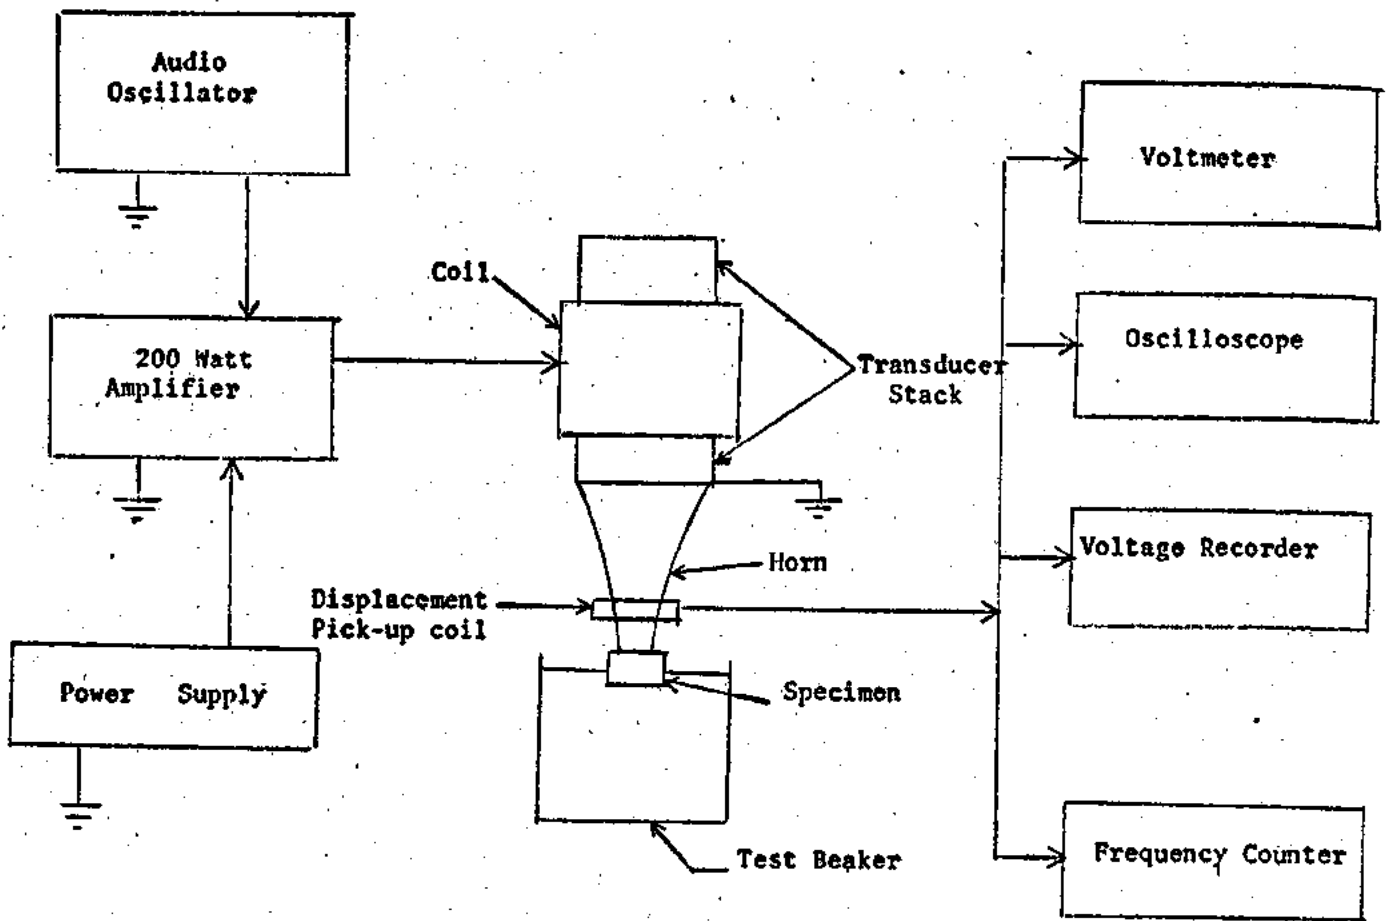 Audio
Oscillator
Voltmeter
Coil
Oscilloscope
200 Watt
Amplifier
Transducer
Stack
Voltage Recorder
Horn
Displacement
Pick-up coil
Power Supply
Specimen
Test Beaker
Frequency Counter